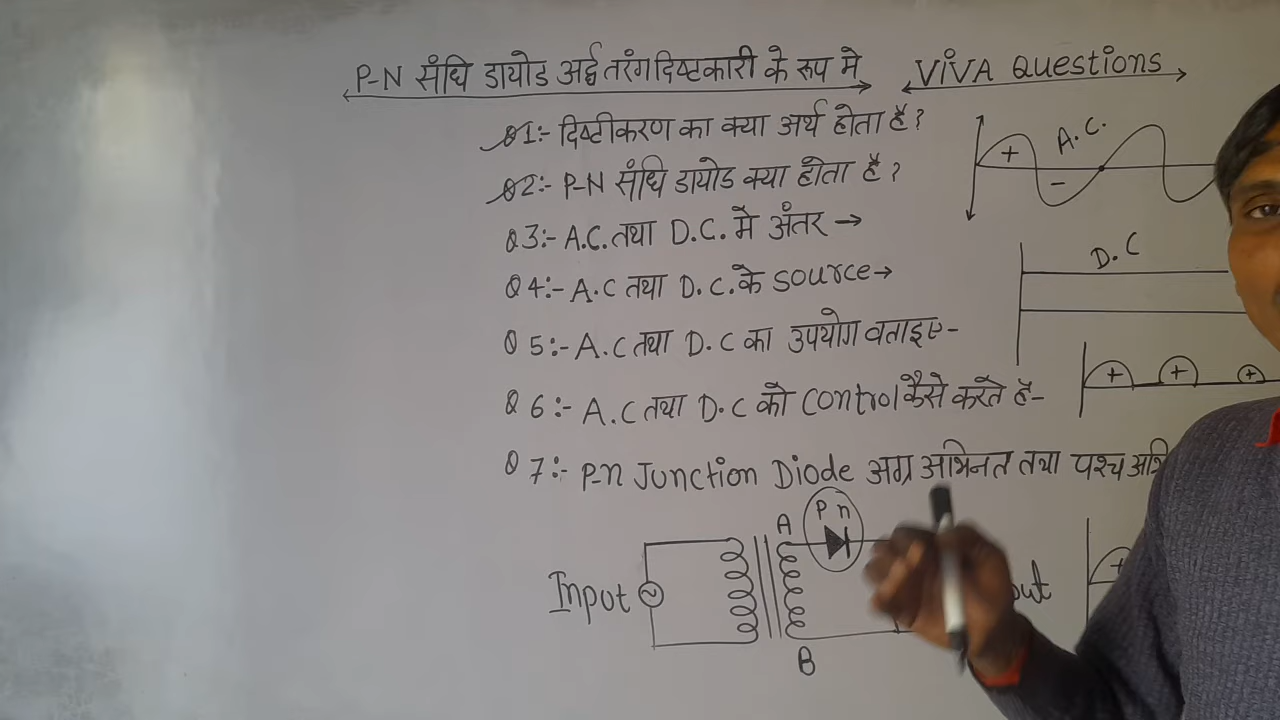 P-N संधि डायोड अर्द्ध तरंग दिष्टकारी के रूप मे
ViVA Questions
Q1:- दिष्टीकरण का क्या अर्थ होता है?
Q2:- P-N संधि डायोड क्या होता है?
Q3:- A.C. तथा D.C. मे अंतर →
Q4:- A.C तथा D.C. के Source→
Q5:- A.C तथा D.C का उपयोग बताइए-
Q6:- A.C तथा D.C को Control कैसे करते है-
Q7:- P-n Junction Diode अग्र अभिनत तथा पश्च
A.C.
+
-
D.C
+ + +
P n
A
Input
B
out
+